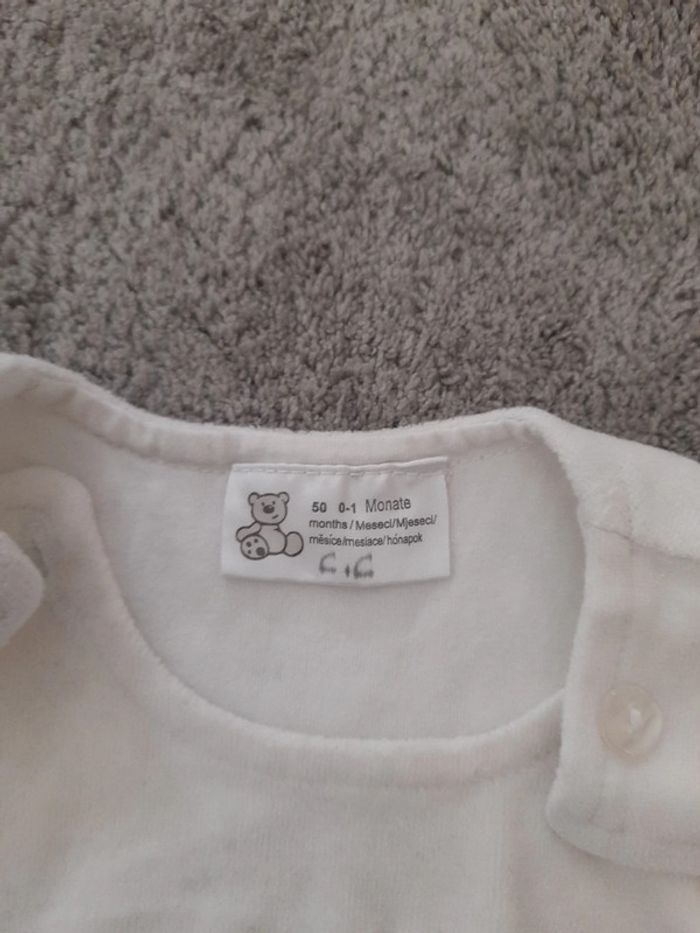 50 0-1 Monate
months / Meseci/Mjeseci/
měsíce/mesiace/hónapok